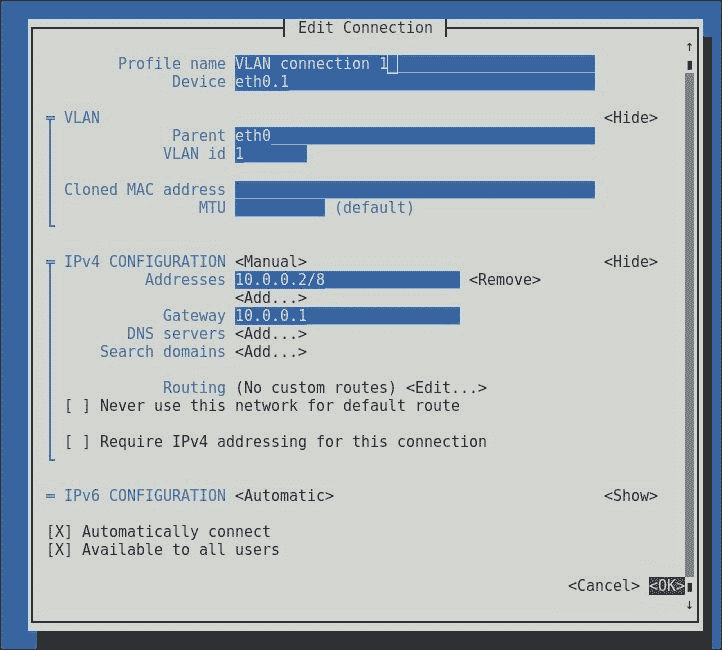 Edit Connection
Profile name VLAN connection 1
Device eth0.1
VLAN <Hide>
Parent eth0
VLAN id 1
Cloned MAC address
MTU (default)
IPv4 CONFIGURATION <Manual> <Hide>
Addresses 10.0.0.2/8 <Remove>
<Add...>
Gateway 10.0.0.1
DNS servers <Add...>
Search domains <Add...>
Routing (No custom routes) <Edit...>
[ ] Never use this network for default route
[ ] Require IPv4 addressing for this connection
IPv6 CONFIGURATION <Automatic> <Show>
[X] Automatically connect
[X] Available to all users
<Cancel> <OK>